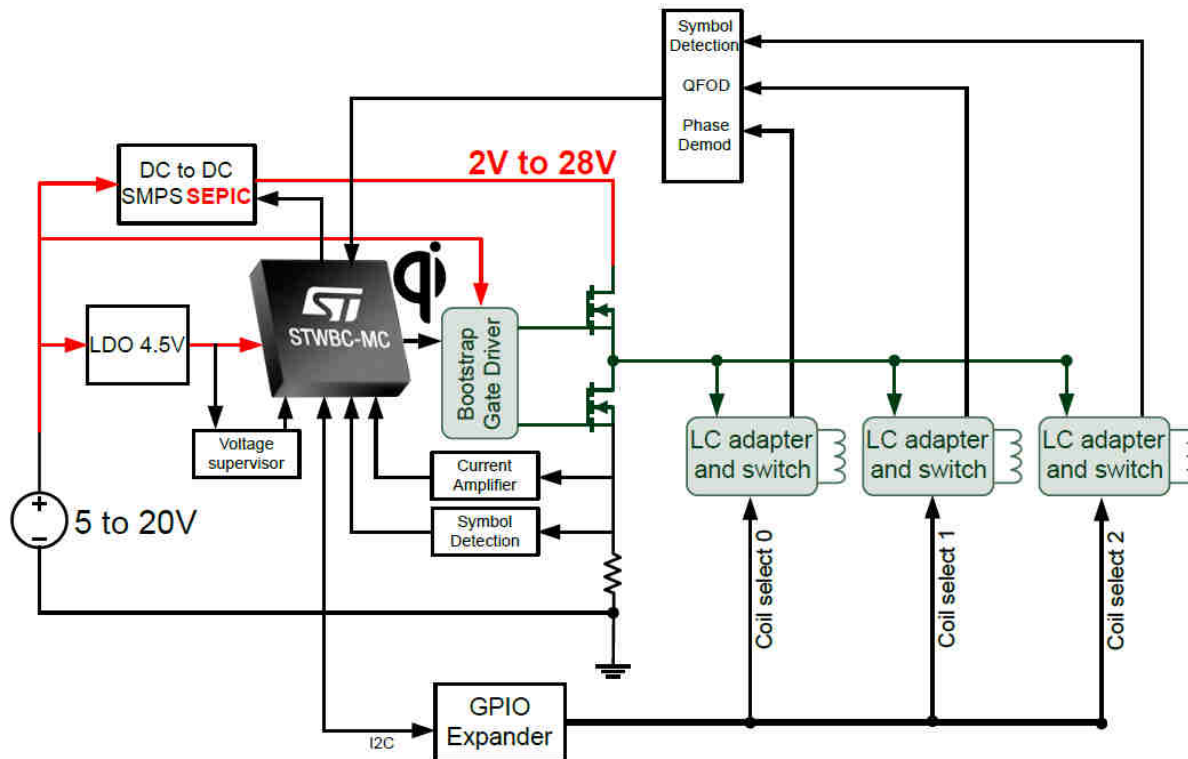 Symbol
Detection
QFOD
Phase
Demod
DC to DC
SMPS SEPIC
2V to 28V
qi
ST
STWBC-MC
LDO 4.5V
Bootstrap
Gate Driver
Voltage
supervisor
Current
Amplifier
Symbol
Detection
LC adapter
and switch
LC adapter
and switch
LC adapter
and switch
+
−
5 to 20V
Coil select 0
Coil select 1
Coil select 2
I2C
GPIO
Expander